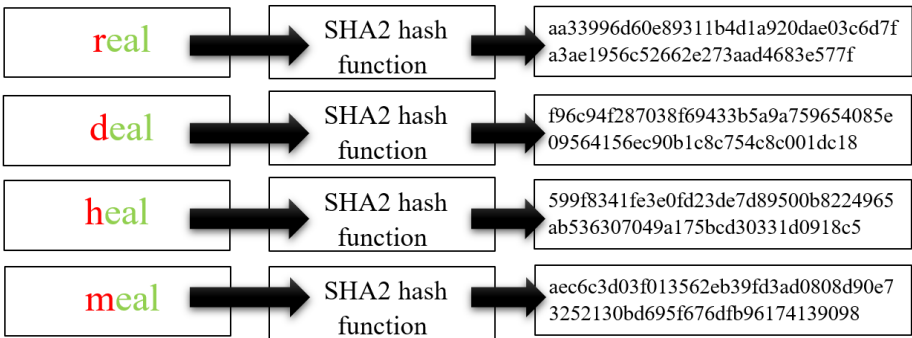 real
SHA2 hash
function
aa33996d60e89311b4d1a920dae03c6d7f
a3ae1956c52662e273aad4683e577f
deal
SHA2 hash
function
f96c94f287038f69433b5a9a759654085e
09564156ec90b1c8c754c8c001dc18
heal
SHA2 hash
function
599f8341fe3e0fd23de7d89500b8224965
ab536307049a175bcd30331d0918c5
meal
SHA2 hash
function
aec6c3d03f013562eb39fd3ad0808d90e7
3252130bd695f676dfb96174139098